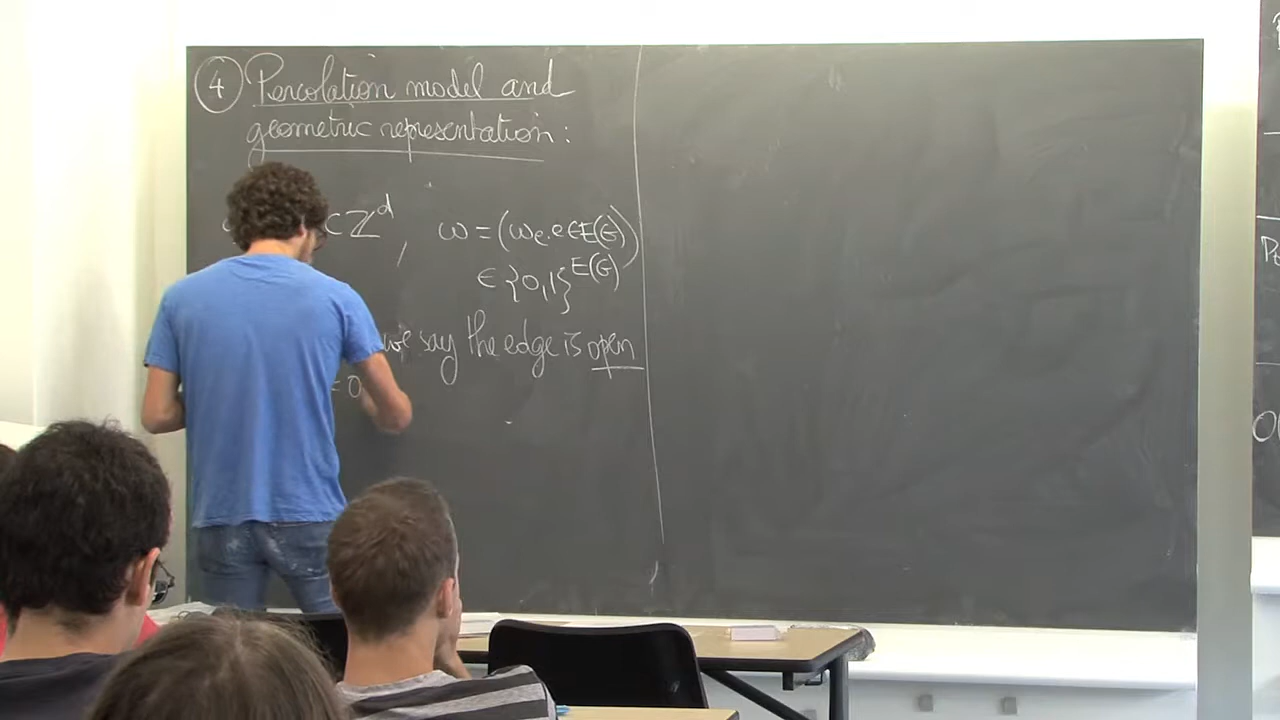 ④ Percolation model and
geometric representation:
⊂ ℤ^d , ω = (ω_e : e ∈ E(G))
∈ {0,1}^{E(G)}
we say the edge is open
= 0